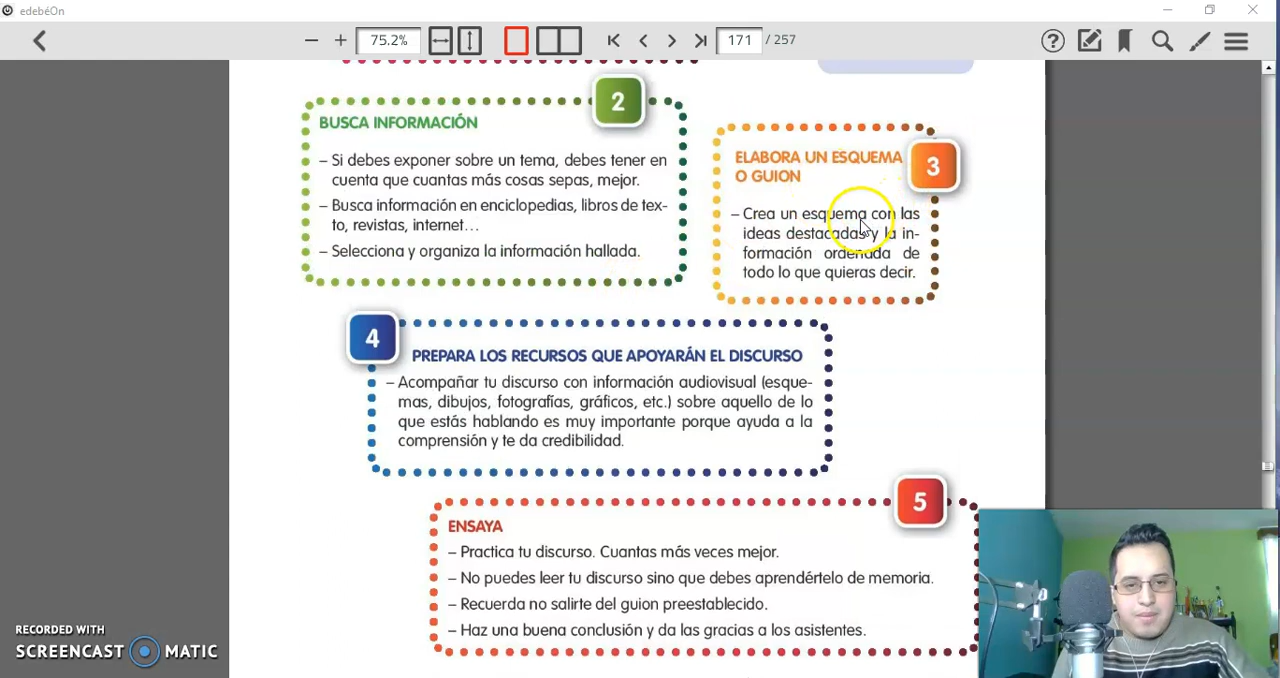 edebéOn
75.2%
171 / 257
2
BUSCA INFORMACIÓN
– Si debes exponer sobre un tema, debes tener en
cuenta que cuantas más cosas sepas, mejor.
– Busca información en enciclopedias, libros de tex-
to, revistas, internet…
– Selecciona y organiza la información hallada.
3
ELABORA UN ESQUEMA
O GUION
– Crea un esquema con las
ideas destacadas y la in-
formación ordenada de
todo lo que quieras decir.
4
PREPARA LOS RECURSOS QUE APOYARÁN EL DISCURSO
– Acompañar tu discurso con información audiovisual (esque-
mas, dibujos, fotografías, gráficos, etc.) sobre aquello de lo
que estás hablando es muy importante porque ayuda a la
comprensión y te da credibilidad.
5
ENSAYA
– Practica tu discurso. Cuantas más veces mejor.
– No puedes leer tu discurso sino que debes aprendértelo de memoria.
– Recuerda no salirte del guion preestablecido.
– Haz una buena conclusión y da las gracias a los asistentes.
RECORDED WITH
SCREENCAST MATIC